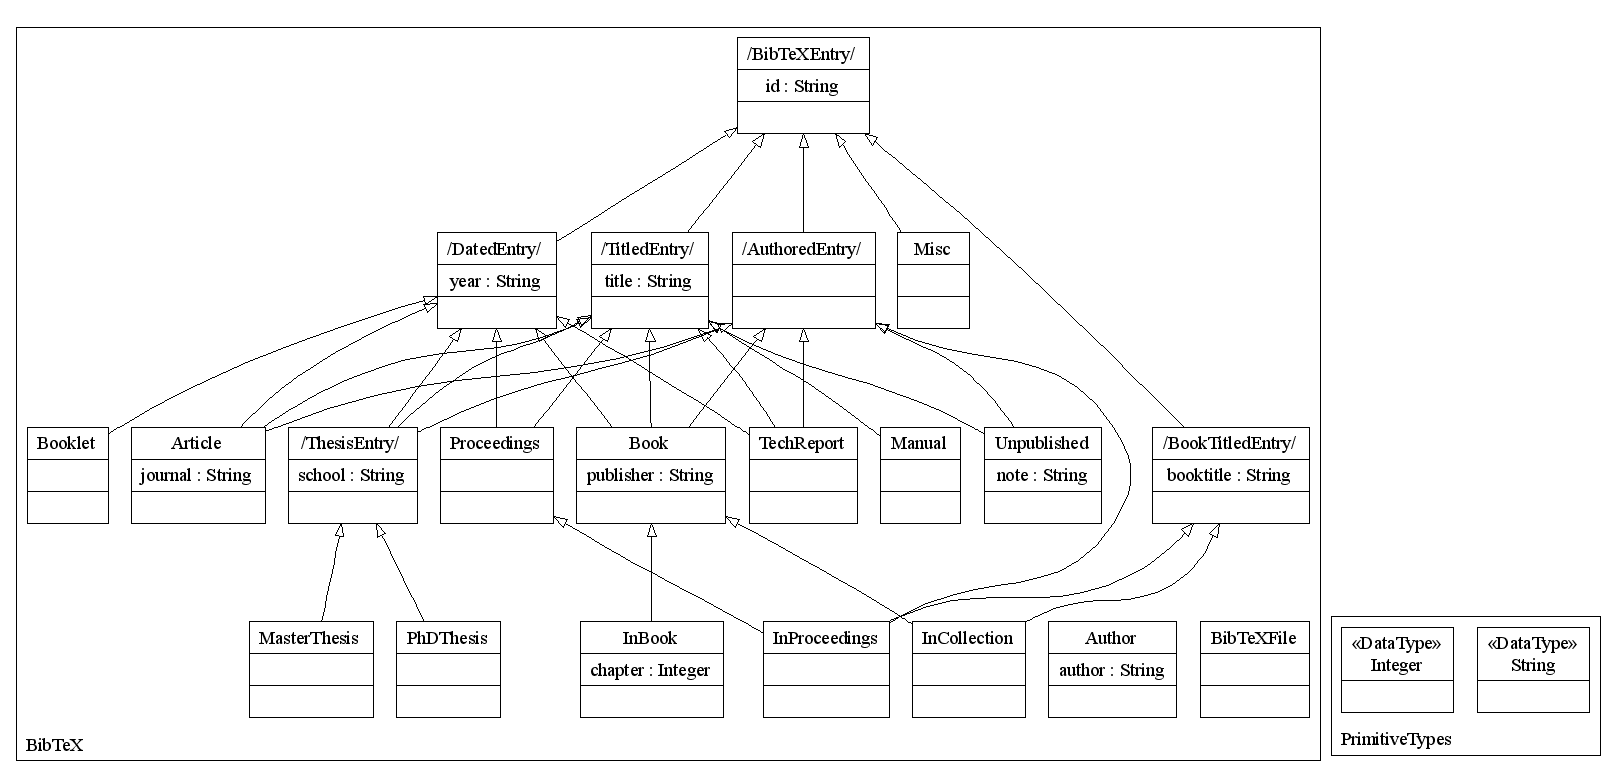 /BibTeXEntry/
id : String
/DatedEntry/
year : String
/TitledEntry/
title : String
/AuthoredEntry/
Misc
Booklet
Article
journal : String
/ThesisEntry/
school : String
Proceedings
Book
publisher : String
TechReport
Manual
Unpublished
note : String
/BookTitledEntry/
booktitle : String
MasterThesis
PhDThesis
InBook
chapter : Integer
InProceedings
InCollection
Author
author : String
BibTeXFile
BibTeX
«DataType»
Integer
«DataType»
String
PrimitiveTypes